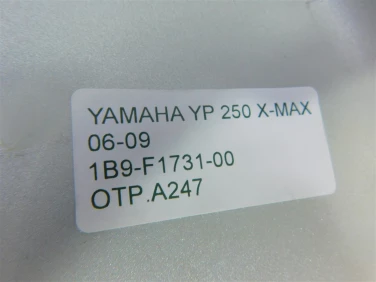 YAMAHA YP 250 X-MAX
06-09
1B9-F1731-00
OTP.A247